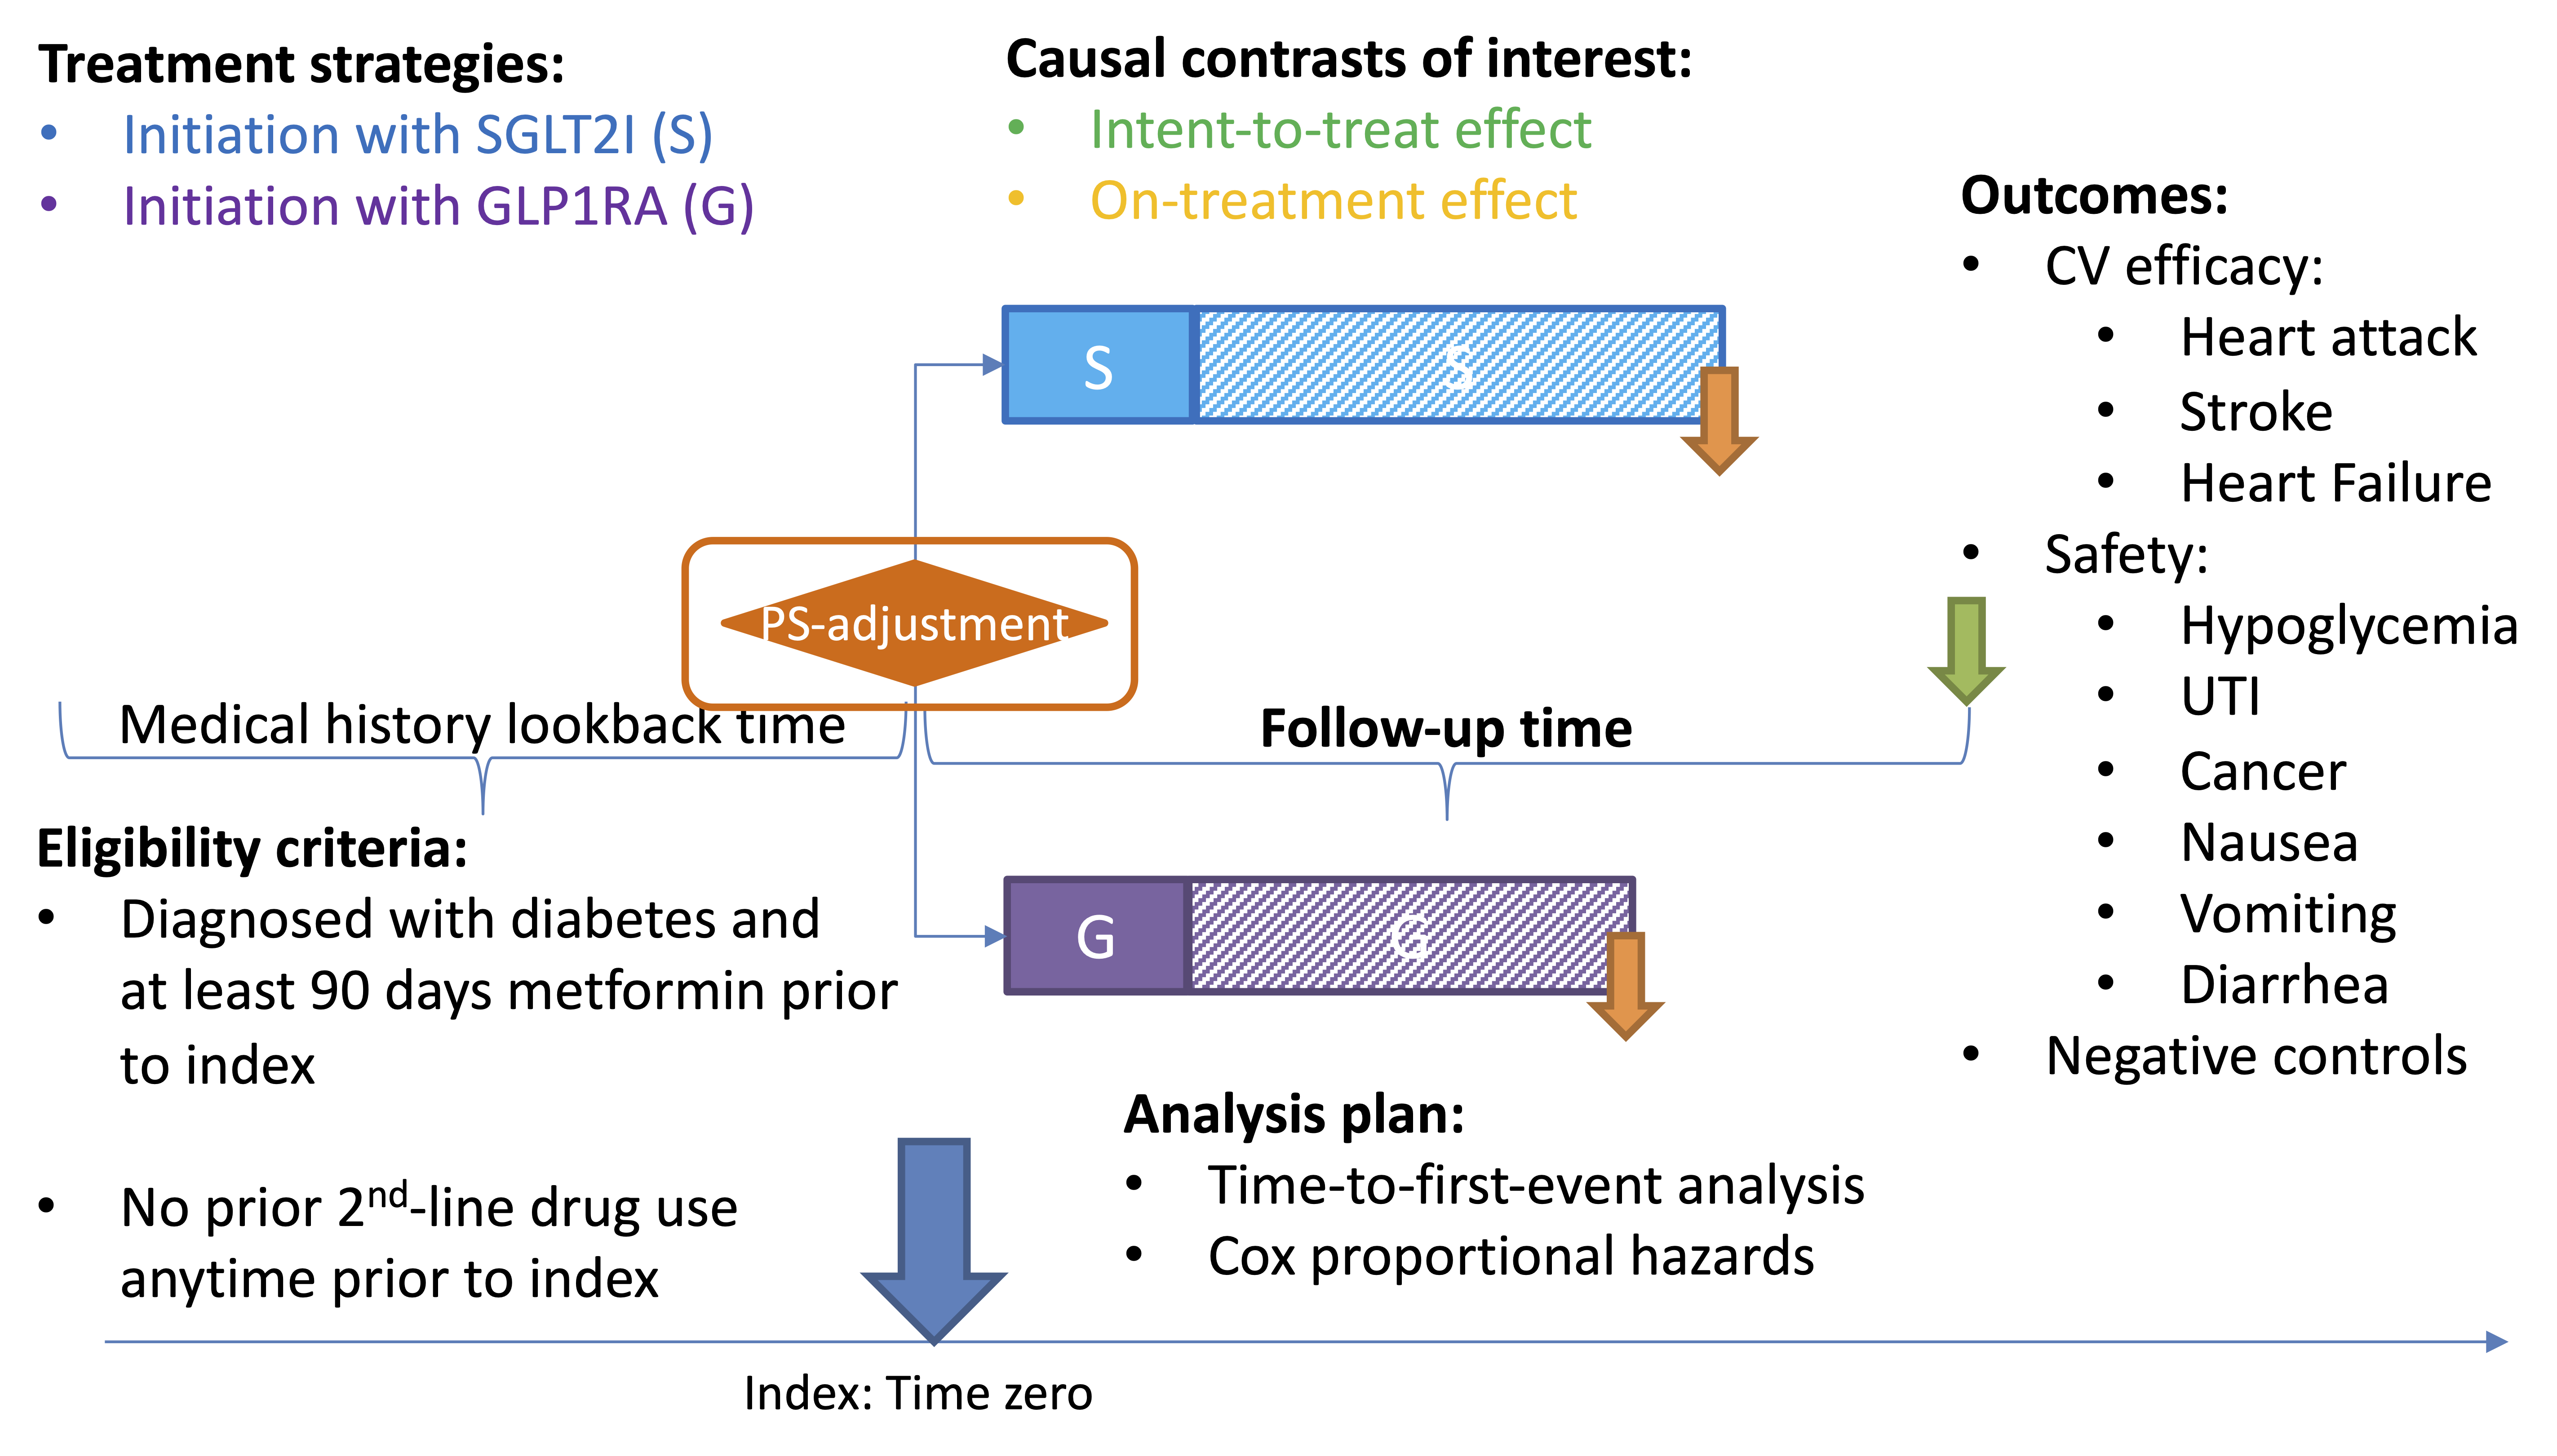 Treatment strategies:
• Initiation with SGLT2I (S)
• Initiation with GLP1RA (G)
Causal contrasts of interest:
• Intent-to-treat effect
• On-treatment effect
S
S
PS-adjustment
Medical history lookback time
Follow-up time
Eligibility criteria:
• Diagnosed with diabetes and
at least 90 days metformin prior
to index
• No prior 2nd-line drug use
anytime prior to index
G
G
Analysis plan:
• Time-to-first-event analysis
• Cox proportional hazards
Outcomes:
• CV efficacy:
• Heart attack
• Stroke
• Heart Failure
• Safety:
• Hypoglycemia
• UTI
• Cancer
• Nausea
• Vomiting
• Diarrhea
• Negative controls
Index: Time zero